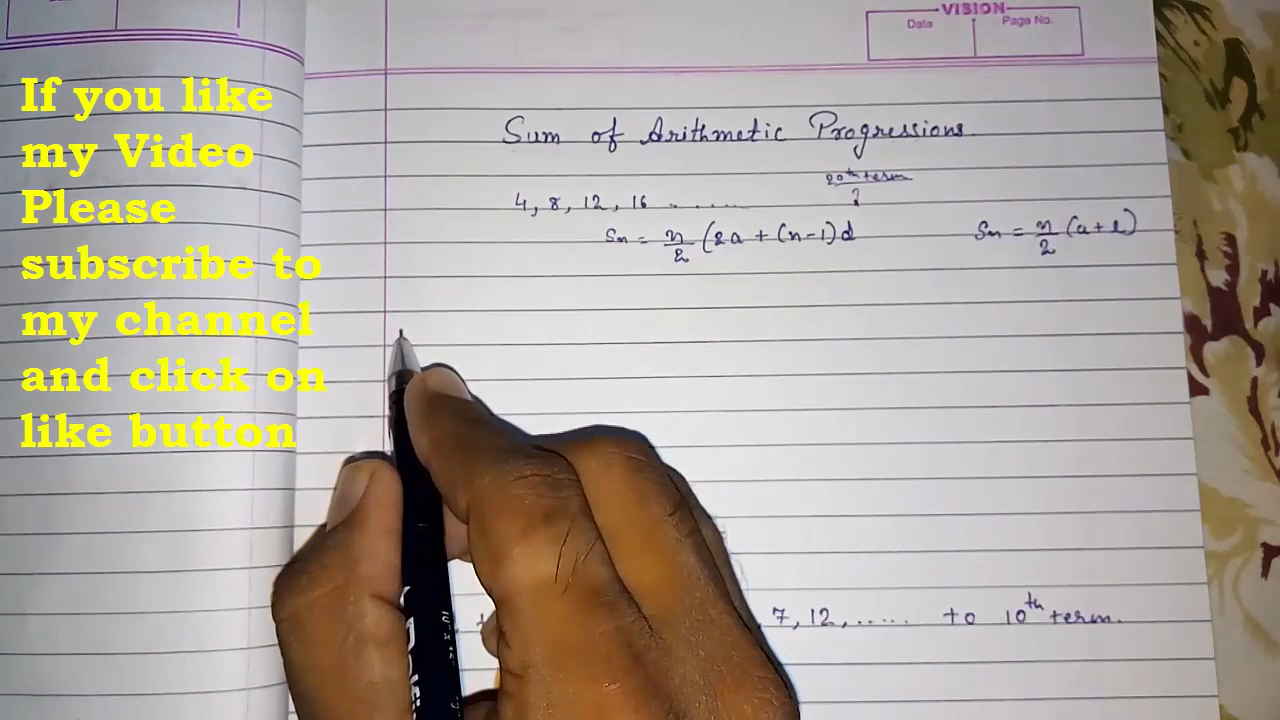 If you like
my Video
Please
subscribe to
my channel
and click on
like button
VISION
Date Page No.
Sum of Arithmetic Progressions
20th term
?
4, 8, 12, 16 ........
Sn = n/2 (2a + (n-1)d
Sn = n/2 (a+l)
7, 12, ...... to 10th term.